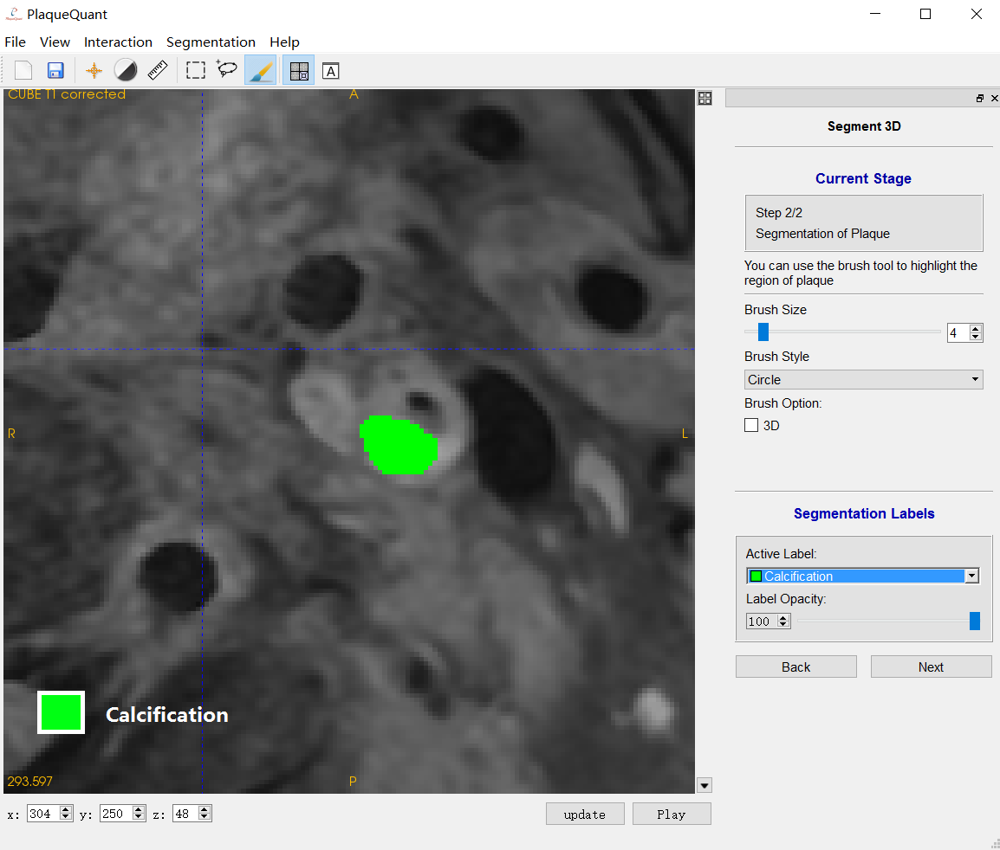 PlaqueQuant
File View Interaction Segmentation Help
A
CUBE T1 corrected
A
R
L
Calcification
293.597
P
x: 304 y: 250 z: 48
update Play
Segment 3D
Current Stage
Step 2/2
Segmentation of Plaque
You can use the brush tool to highlight the
region of plaque
Brush Size
4
Brush Style
Circle
Brush Option:
3D
Segmentation Labels
Active Label:
Calcification
Label Opacity:
100
Back Next